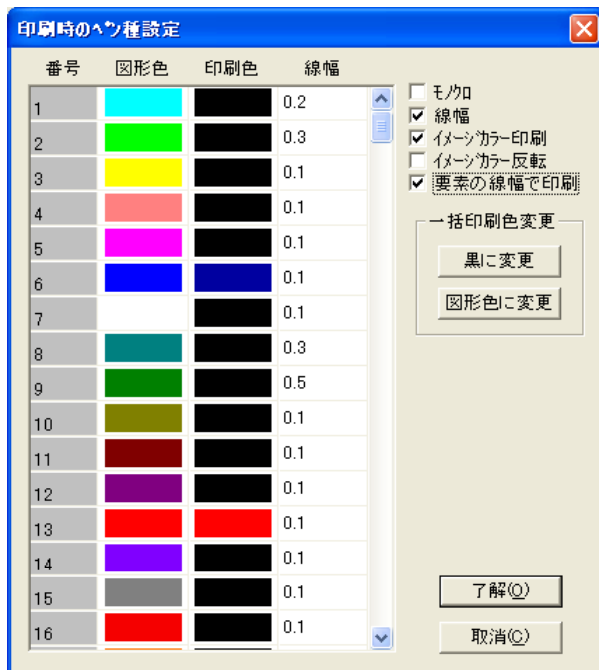 印刷時のペン種設定
番号 図形色 印刷色 線幅
1 0.2
2 0.3
3 0.1
4 0.1
5 0.1
6 0.1
7 0.1
8 0.3
9 0.5
10 0.1
11 0.1
12 0.1
13 0.1
14 0.1
15 0.1
16 0.1
モノクロ
線幅
イメージカラー印刷
イメージカラー反転
要素の線幅で印刷
一括印刷色変更
黒に変更
図形色に変更
了解(O)
取消(C)